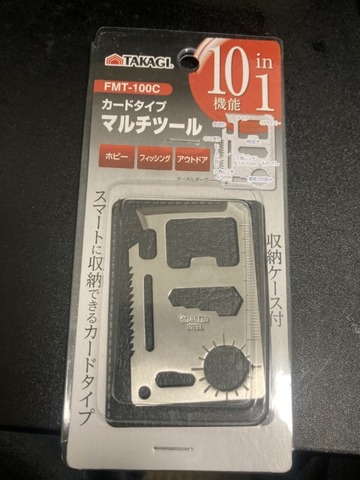 TAKAGI
10 in 1
機能
FMT-100C
カードタイプ
マルチツール
ホビー
フィッシング
アウトドア
スマートに収納できるカードタイプ
収納ケース付
STEEL